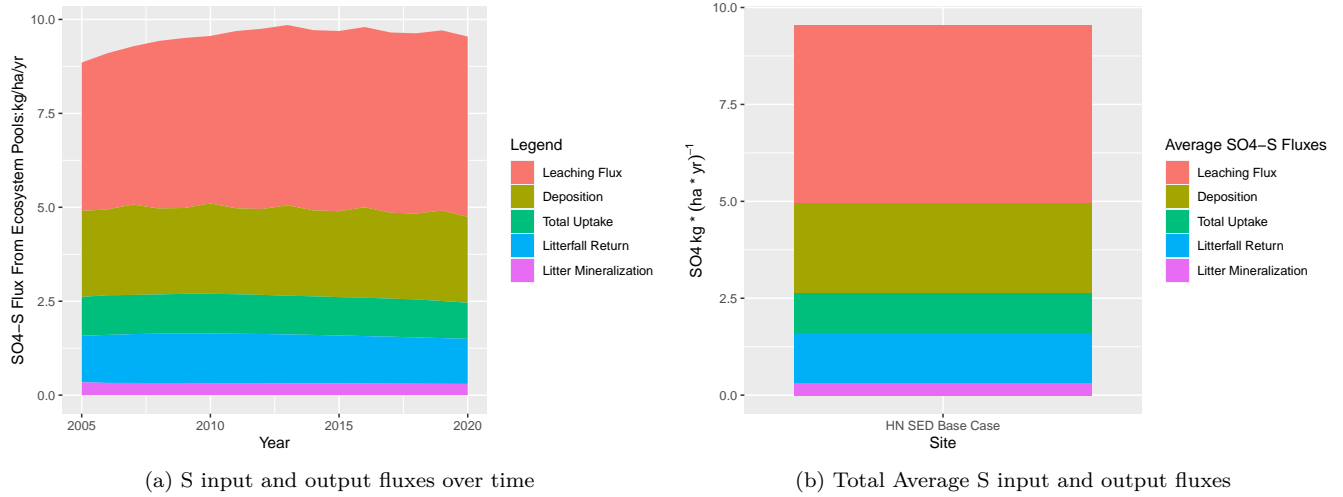 SO4−S Flux From Ecosystem Pools:kg/ha/yr
10.0
7.5
5.0
2.5
0.0
2005
2010
2015
2020
Year
Legend
Leaching Flux
Deposition
Total Uptake
Litterfall Return
Litter Mineralization
(a) S input and output fluxes over time
SO4 kg * (ha * yr)−1
10.0
7.5
5.0
2.5
0.0
HN SED Base Case
Site
Average SO4−S Fluxes
Leaching Flux
Deposition
Total Uptake
Litterfall Return
Litter Mineralization
(b) Total Average S input and output fluxes